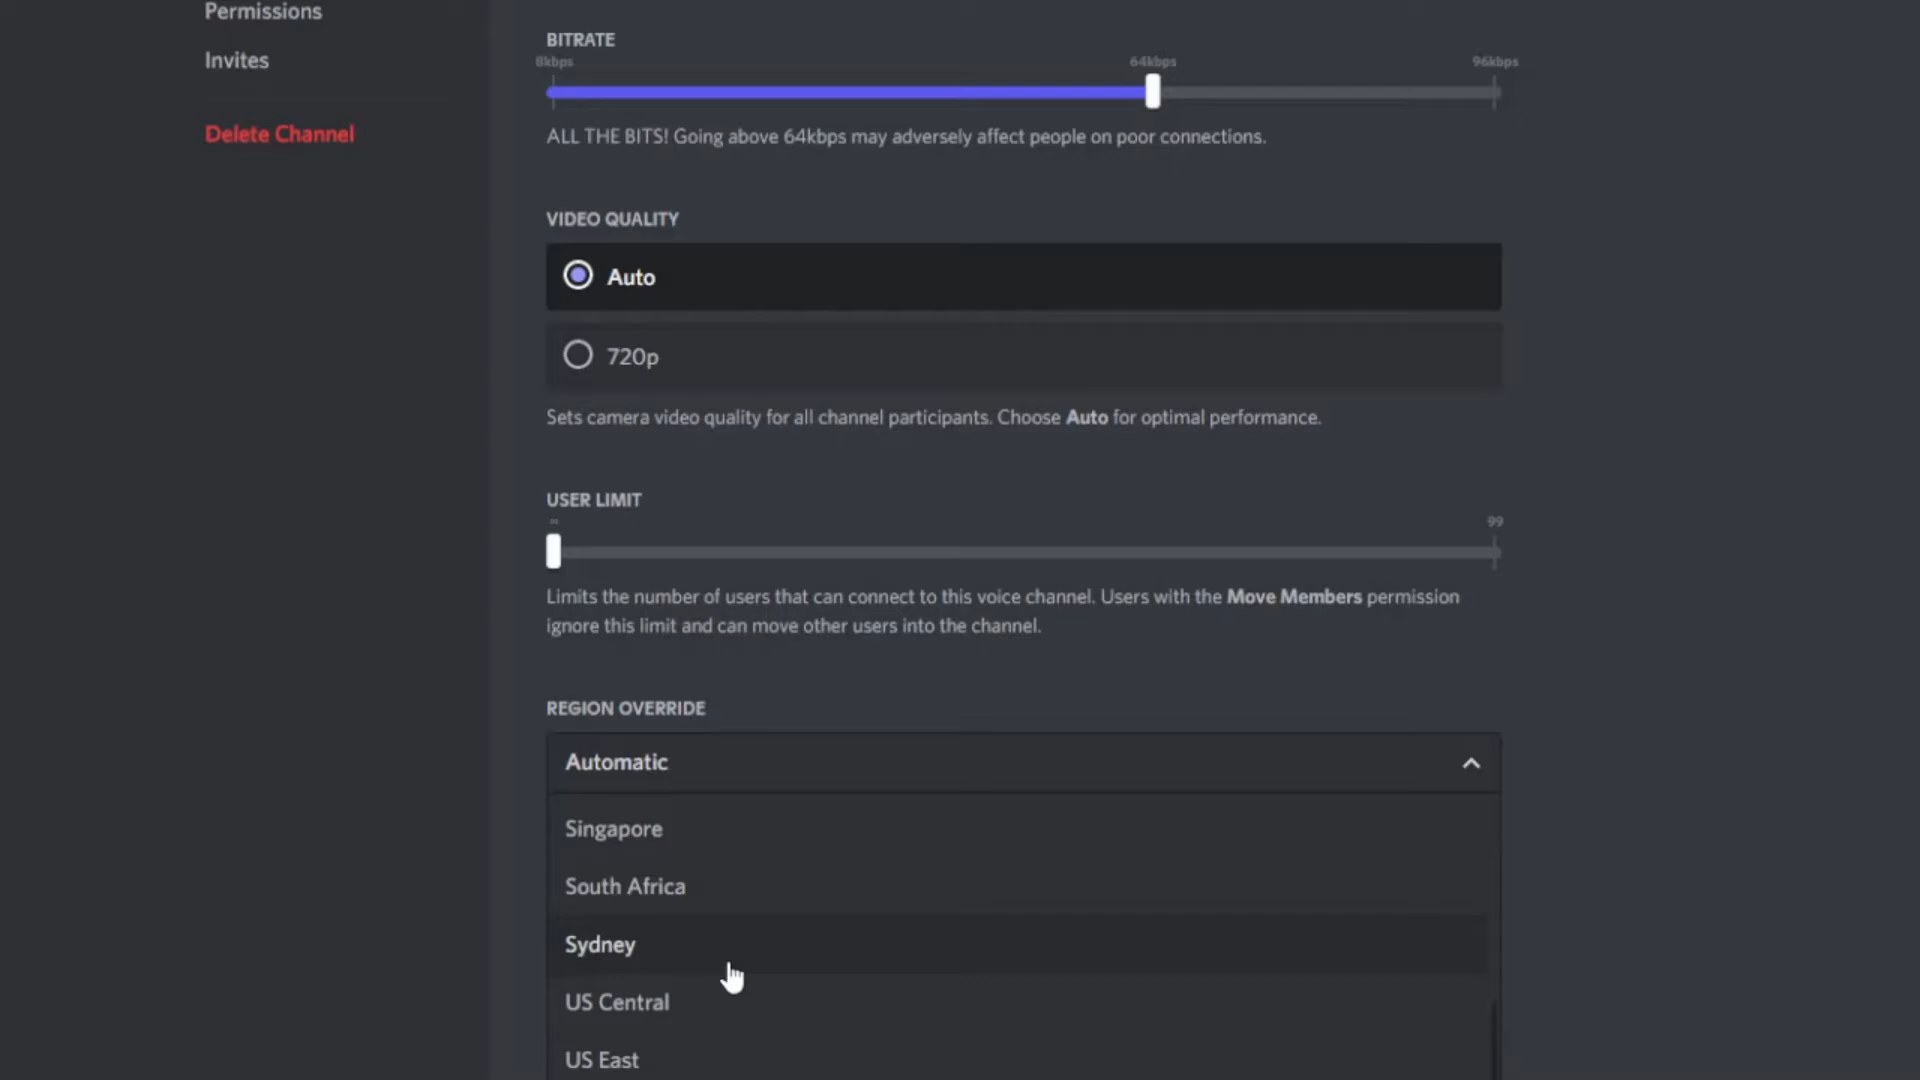 Permissions
Invites
Delete Channel
BITRATE
8kbps 64kbps 96kbps
ALL THE BITS! Going above 64kbps may adversely affect people on poor connections.
VIDEO QUALITY
Auto
720p
Sets camera video quality for all channel participants. Choose Auto for optimal performance.
USER LIMIT
99
Limits the number of users that can connect to this voice channel. Users with the Move Members permission
ignore this limit and can move other users into the channel.
REGION OVERRIDE
Automatic
Singapore
South Africa
Sydney
US Central
US East